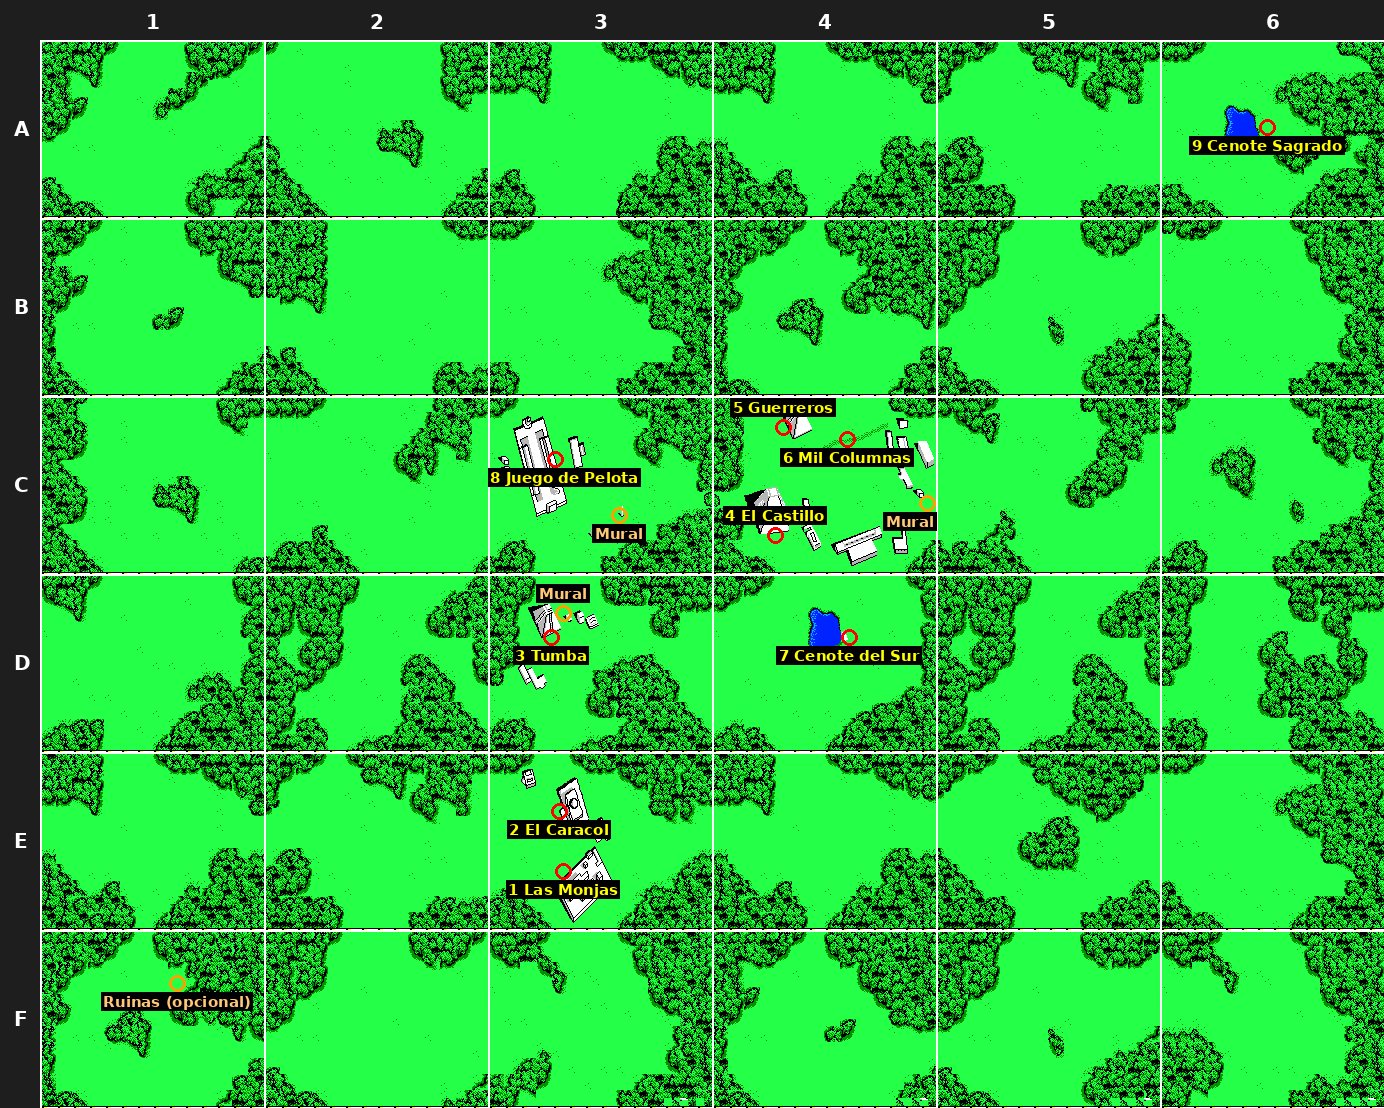 1 2 3 4 5 6
A
9 Cenote Sagrado
B
C
5 Guerreros
6 Mil Columnas
8 Juego de Pelota
4 El Castillo
Mural
Mural
D
Mural
3 Tumba
7 Cenote del Sur
E
2 El Caracol
1 Las Monjas
F
Ruinas (opcional)